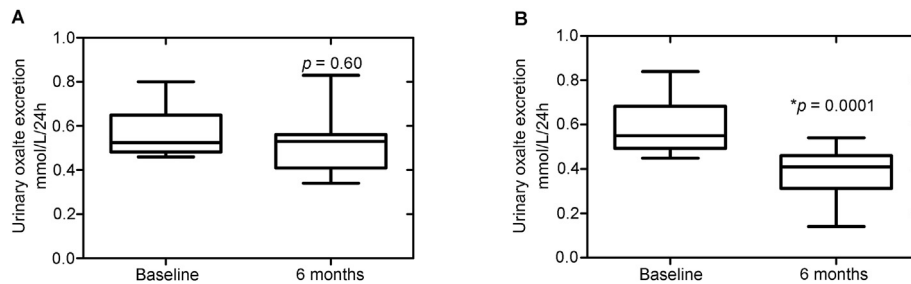 A
Urinary oxalte excretion
mmol/L/24h
1.0
0.8
0.6
0.4
0.2
0.0
p = 0.60
Baseline
6 months
B
Urinary oxalte excretion
mmol/L/24h
1.0
0.8
0.6
0.4
0.2
0.0
*p = 0.0001
Baseline
6 months